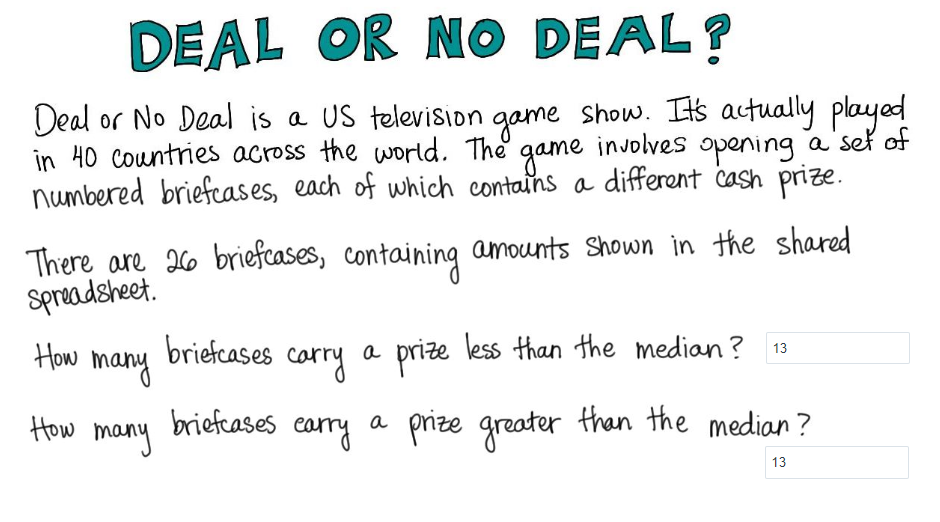 DEAL OR NO DEAL?
Deal or No Deal is a US television game show. It's actually played
in 40 countries across the world. The game involves opening a set of
numbered briefcases, each of which contains a different cash prize.
There are 26 briefcases, containing amounts shown in the shared
spreadsheet.
How many briefcases carry a prize less than the median? 13
How many briefcases carry a prize greater than the median?
13